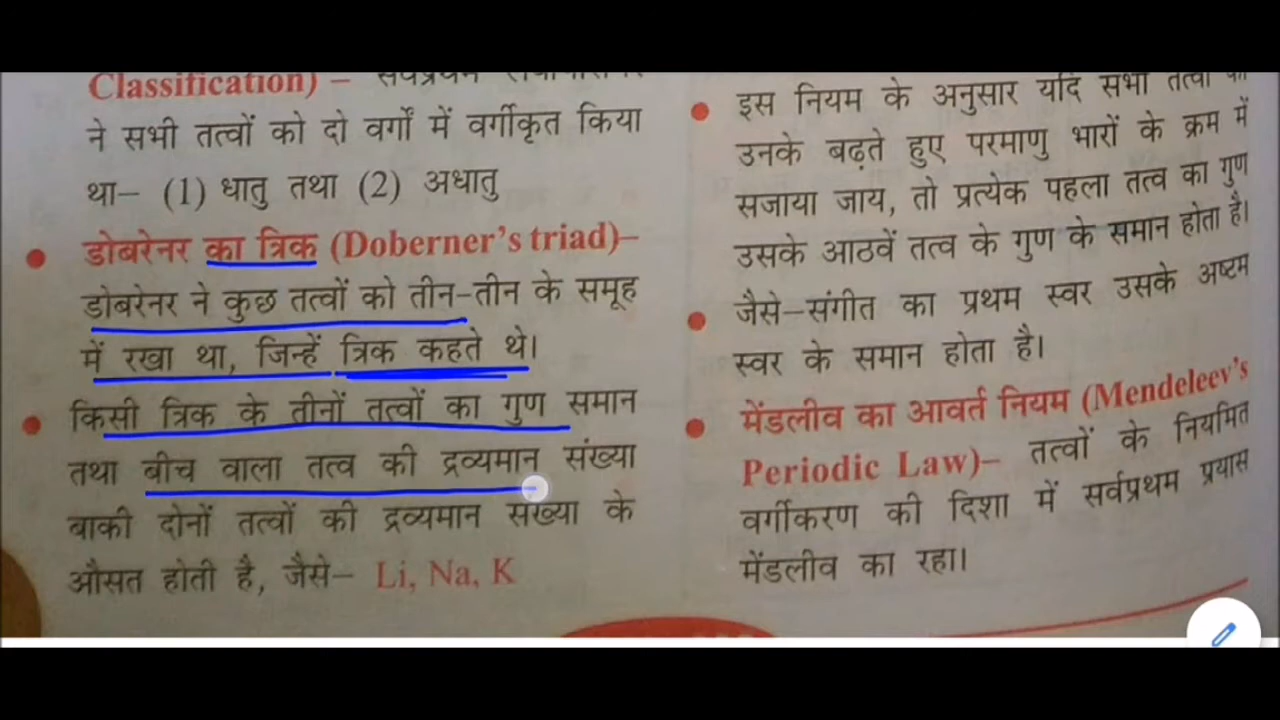 Classification) –
ने सभी तत्वों को दो वर्गों में वर्गीकृत किया
था– (1) धातु तथा (2) अधातु
डोबरेनर का त्रिक (Doberner's triad)–
डोबरेनर ने कुछ तत्वों को तीन-तीन के समूह
में रखा था, जिन्हें त्रिक कहते थे।
किसी त्रिक के तीनों तत्वों का गुण समान
तथा बीच वाला तत्व की द्रव्यमान संख्या
बाकी दोनों तत्वों की द्रव्यमान संख्या के
औसत होती है, जैसे– Li, Na, K
इस नियम के अनुसार यदि सभी तत्वों को
उनके बढ़ते हुए परमाणु भारों के क्रम में
सजाया जाय, तो प्रत्येक पहला तत्व का गुण
उसके आठवें तत्व के गुण के समान होता है।
जैसे–संगीत का प्रथम स्वर उसके अष्टम
स्वर के समान होता है।
मेंडलीव का आवर्त नियम (Mendeleev's
Periodic Law)– तत्वों के नियमित
वर्गीकरण की दिशा में सर्वप्रथम प्रयास
मेंडलीव का रहा।